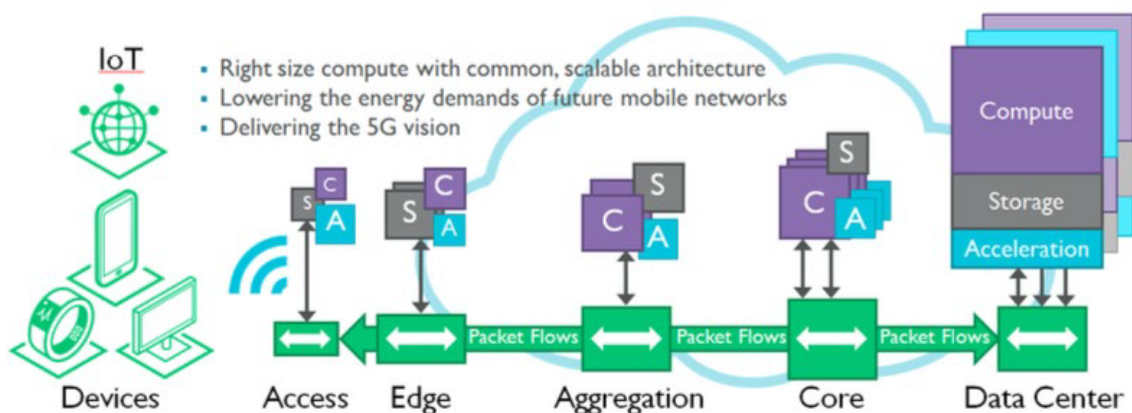 IoT
▪ Right size compute with common, scalable architecture
▪ Lowering the energy demands of future mobile networks
▪ Delivering the 5G vision
Compute
Storage
Acceleration
S
C
A
S
C
A
C
S
A
C
S
A
Packet Flows
Packet Flows
Packet Flows
Devices
Access
Edge
Aggregation
Core
Data Center